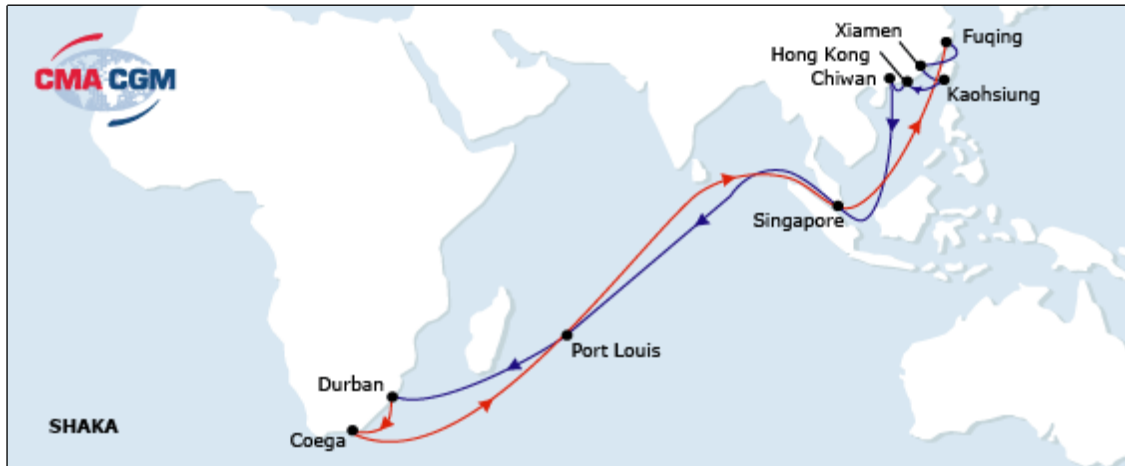 CMA CGM
Xiamen
Fuqing
Hong Kong
Chiwan
Kaohsiung
Singapore
Port Louis
Durban
Coega
SHAKA